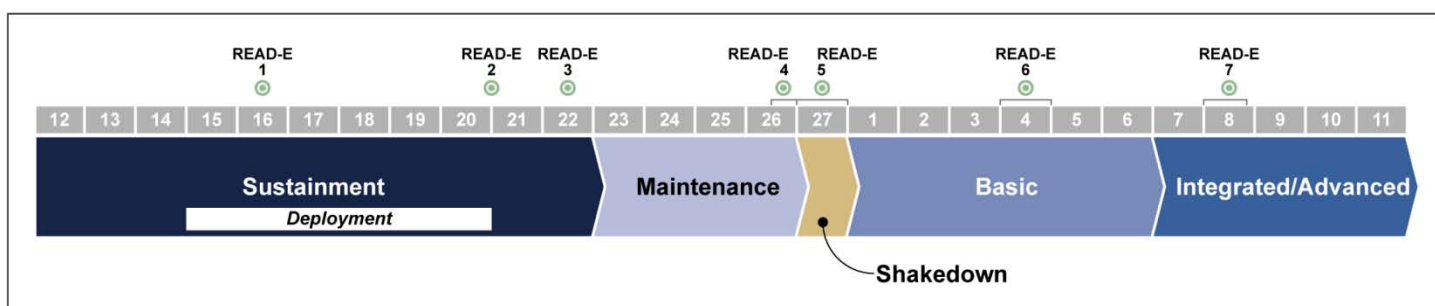 READ-E READ-E READ-E READ-E READ-E READ-E READ-E
1 2 3 4 5 6 7
12 13 14 15 16 17 18 19 20 21 22 23 24 25 26 27 1 2 3 4 5 6 7 8 9 10 11
Sustainment Maintenance Basic Integrated/Advanced
Deployment
Shakedown